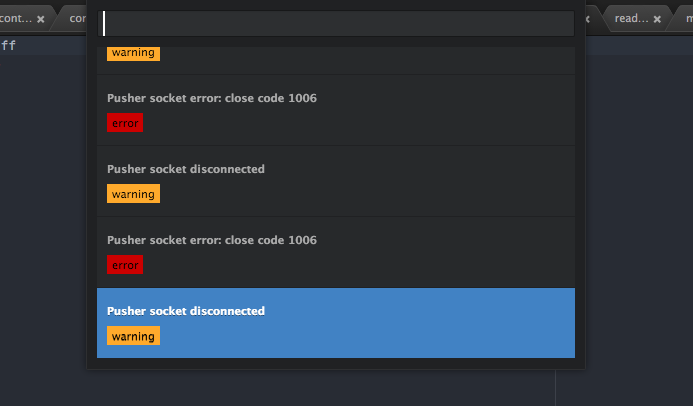 cont...
read...
ff
warning
Pusher socket error: close code 1006
error
Pusher socket disconnected
warning
Pusher socket error: close code 1006
error
Pusher socket disconnected
warning